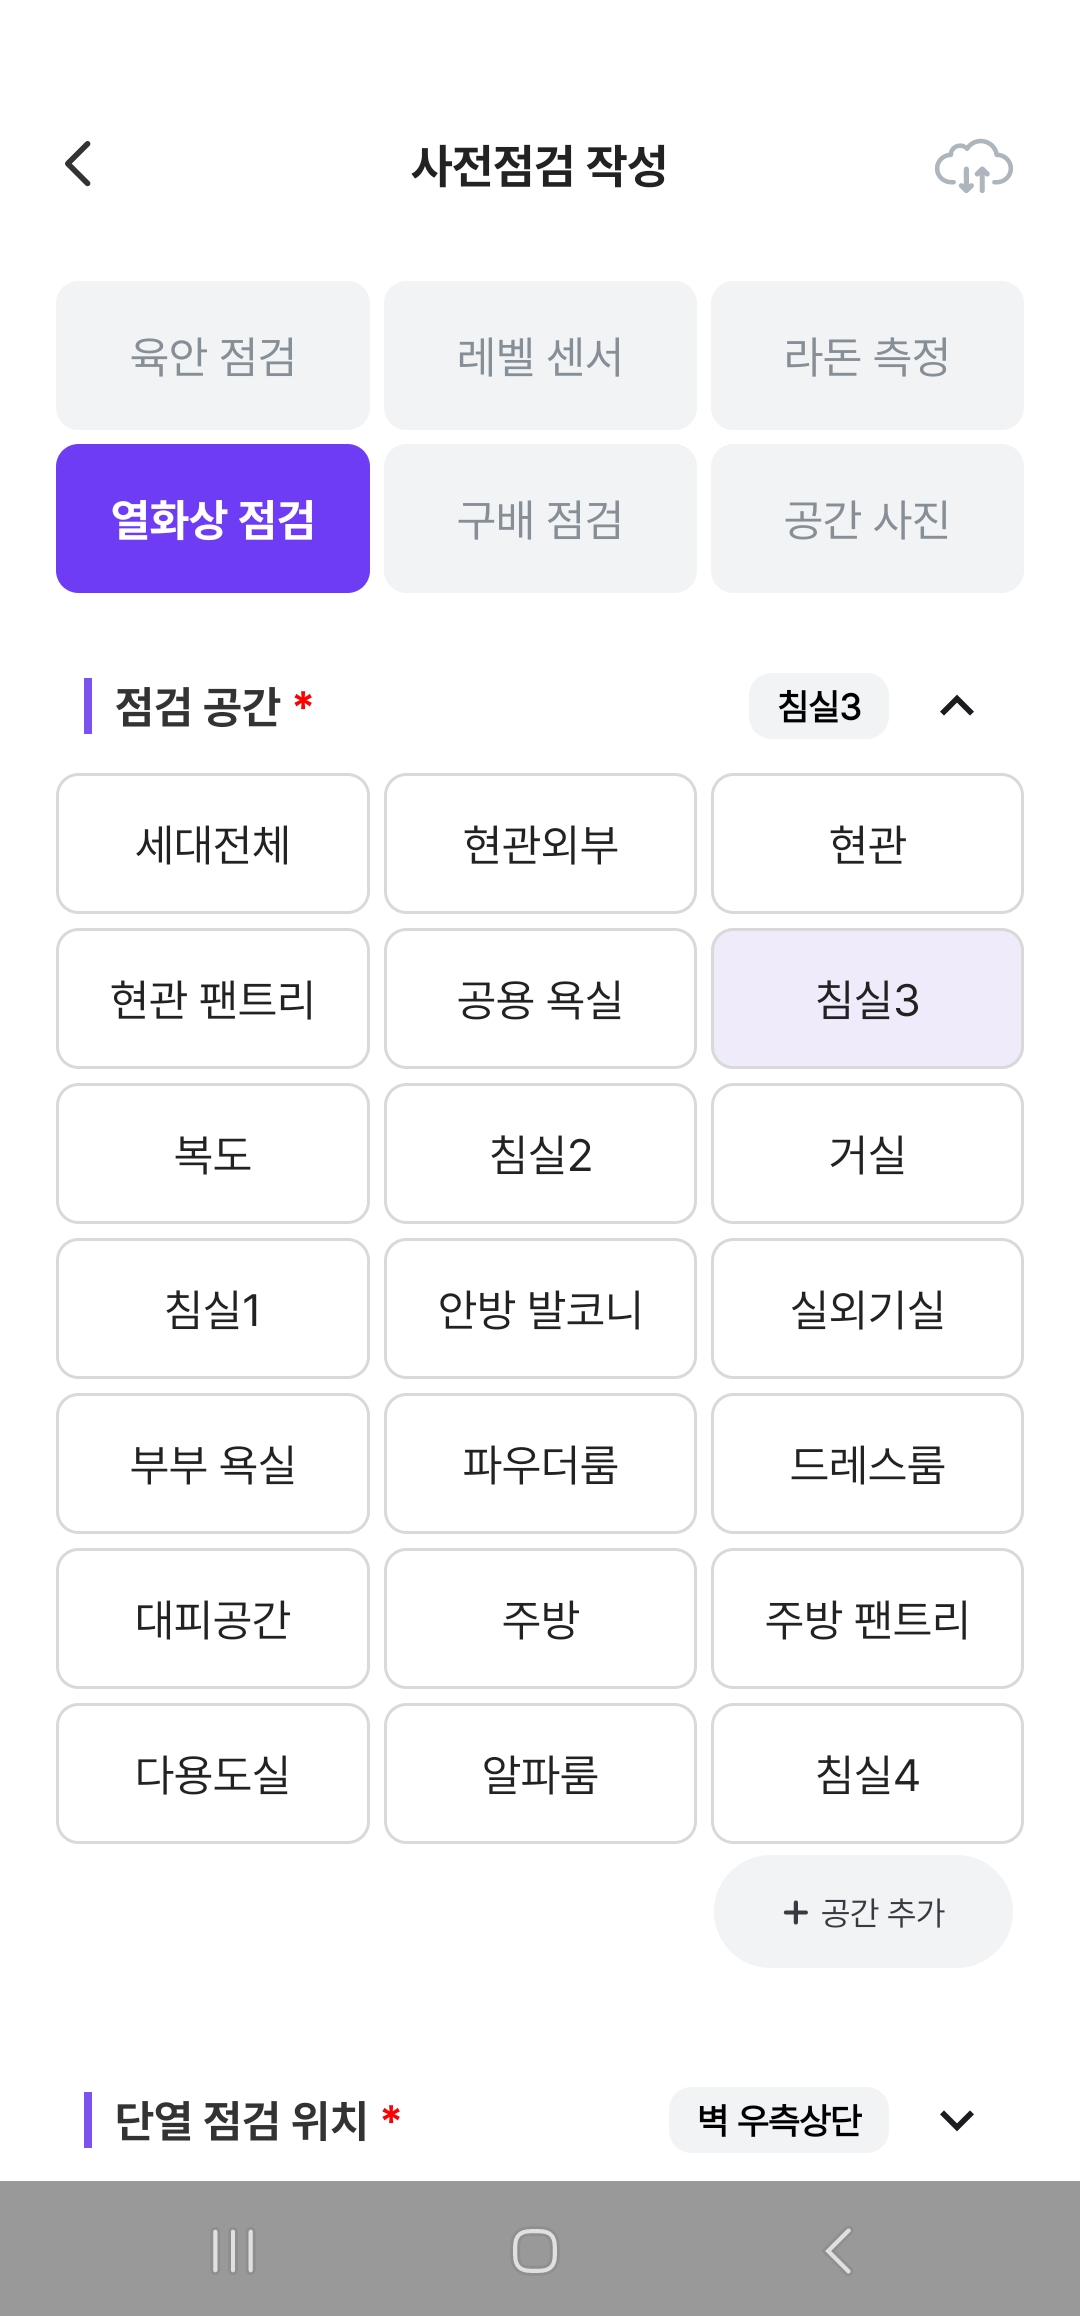 사전점검 작성
육안 점검 레벨 센서 라돈 측정
열화상 점검 구배 점검 공간 사진
점검 공간 * 침실3
세대전체 현관외부 현관
현관 팬트리 공용 욕실 침실3
복도 침실2 거실
침실1 안방 발코니 실외기실
부부 욕실 파우더룸 드레스룸
대피공간 주방 주방 팬트리
다용도실 알파룸 침실4
+ 공간 추가
단열 점검 위치 * 벽 우측상단